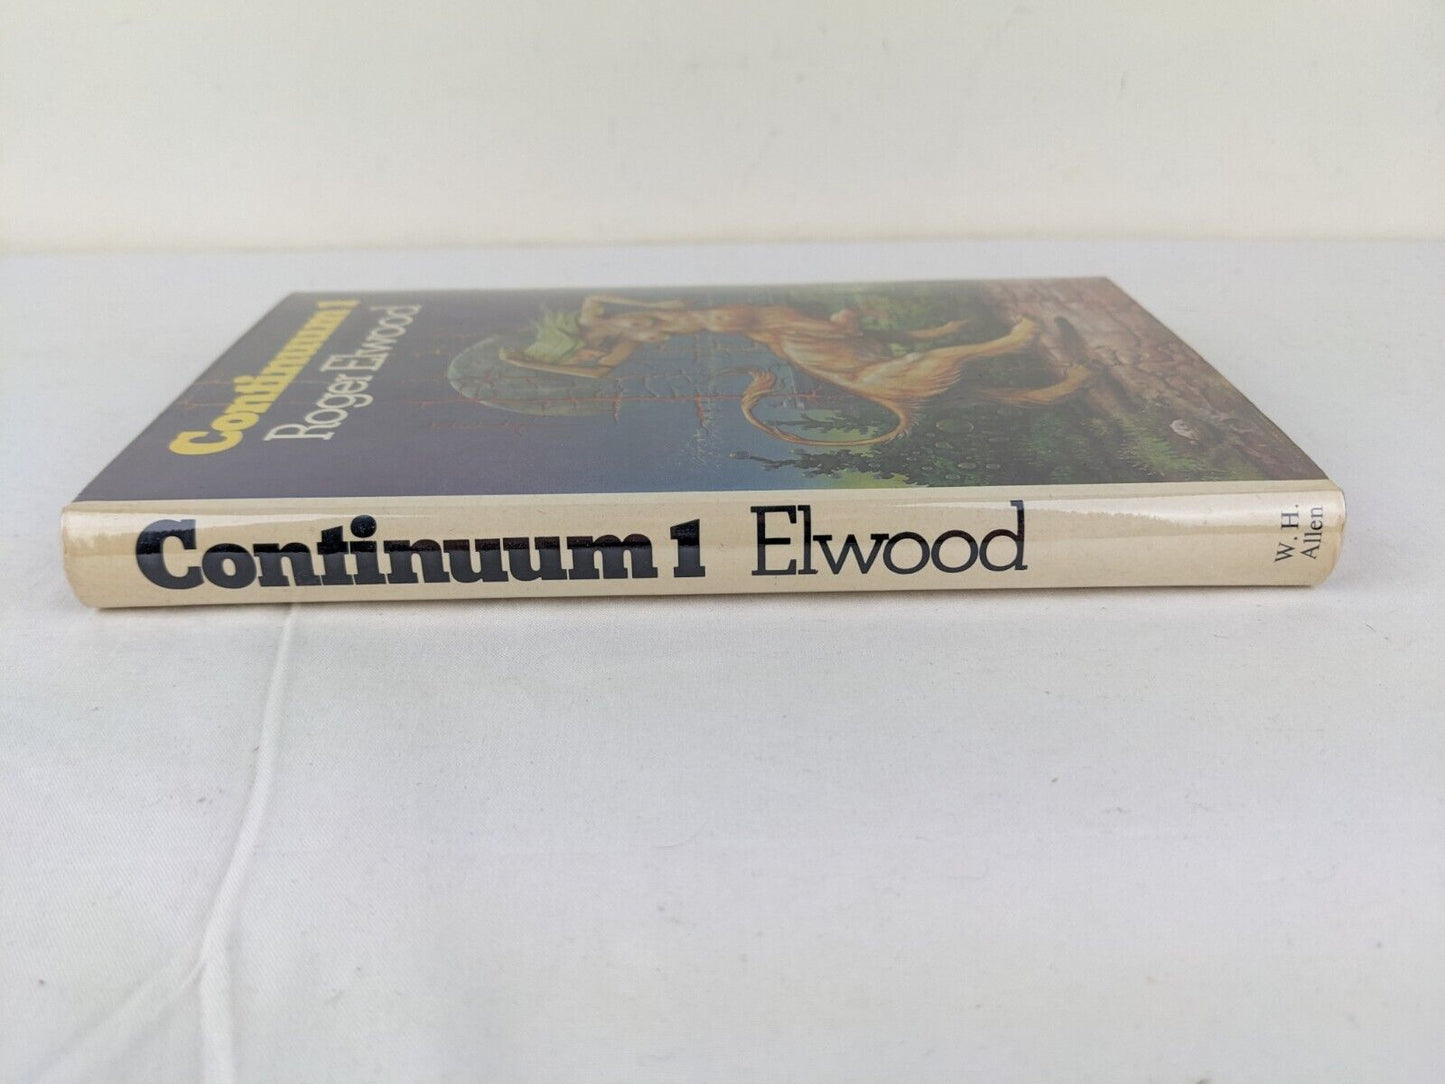 Continuum 1
Roger Elwood
Continuum 1 Elwood
W. H.
Allen